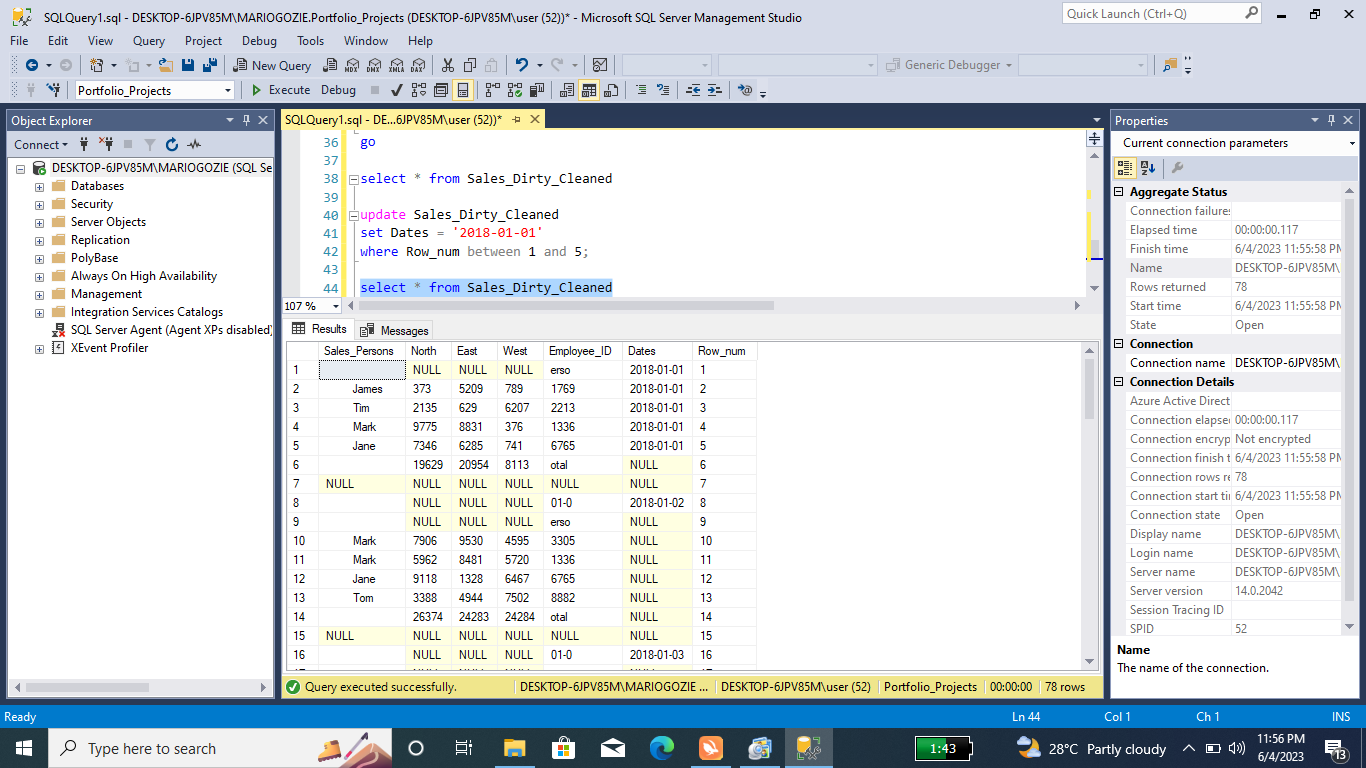 SQLQuery1.sql - DESKTOP-6JPV85M\MARIOGOZIE.Portfolio_Projects (DESKTOP-6JPV85M\user (52))* - Microsoft SQL Server Management Studio
Quick Launch (Ctrl+Q)
File Edit View Query Project Debug Tools Window Help
New Query MDX DMX XMLA DAX Generic Debugger
Portfolio_Projects Execute Debug
Object Explorer
Connect
DESKTOP-6JPV85M\MARIOGOZIE (SQL Se
Databases
Security
Server Objects
Replication
PolyBase
Always On High Availability
Management
Integration Services Catalogs
SQL Server Agent (Agent XPs disabled)
XEvent Profiler
SQLQuery1.sql - DE...6JPV85M\user (52))*
36 go
37
38 select * from Sales_Dirty_Cleaned
39
40 update Sales_Dirty_Cleaned
41 set Dates = '2018-01-01'
42 where Row_num between 1 and 5;
43
44 select * from Sales_Dirty_Cleaned
107 %
Results Messages
Sales_Persons North East West Employee_ID Dates Row_num
1 NULL NULL NULL erso 2018-01-01 1
2 James 373 5209 789 1769 2018-01-01 2
3 Tim 2135 629 6207 2213 2018-01-01 3
4 Mark 9775 8831 376 1336 2018-01-01 4
5 Jane 7346 6285 741 6765 2018-01-01 5
6 19629 20954 8113 otal NULL 6
7 NULL NULL NULL NULL NULL NULL 7
8 NULL NULL NULL 01-0 2018-01-02 8
9 NULL NULL NULL erso NULL 9
10 Mark 7906 9530 4595 3305 NULL 10
11 Mark 5962 8481 5720 1336 NULL 11
12 Jane 9118 1328 6467 6765 NULL 12
13 Tom 3388 4944 7502 8882 NULL 13
14 26374 24283 24284 otal NULL 14
15 NULL NULL NULL NULL NULL NULL 15
16 NULL NULL NULL 01-0 2018-01-03 16
Query executed successfully. DESKTOP-6JPV85M\MARIOGOZIE ... DESKTOP-6JPV85M\user (52) Portfolio_Projects 00:00:00 78 rows
Properties
Current connection parameters
Aggregate Status
Connection failures
Elapsed time 00:00:00.117
Finish time 6/4/2023 11:55:58 PM
Name DESKTOP-6JPV85M\
Rows returned 78
Start time 6/4/2023 11:55:58 PM
State Open
Connection
Connection name DESKTOP-6JPV85M\
Connection Details
Azure Active Direct
Connection elapse 00:00:00.117
Connection encryp Not encrypted
Connection finish t 6/4/2023 11:55:58 PM
Connection rows re 78
Connection start ti 6/4/2023 11:55:58 PM
Connection state Open
Display name DESKTOP-6JPV85M\
Login name DESKTOP-6JPV85M\
Server name DESKTOP-6JPV85M\
Server version 14.0.2042
Session Tracing ID
SPID 52
Name
The name of the connection.
Ready Ln 44 Col 1 Ch 1 INS
Type here to search
1:43
28°C Partly cloudy
11:56 PM
6/4/2023
13